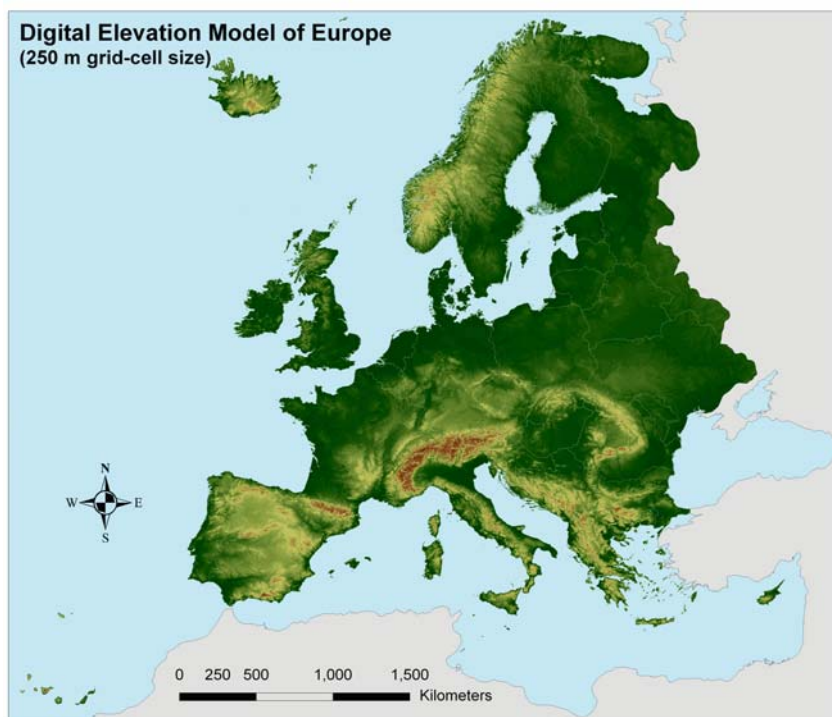 Digital Elevation Model of Europe
(250 m grid-cell size)
N
W E
S
0 250 500 1,000 1,500
Kilometers